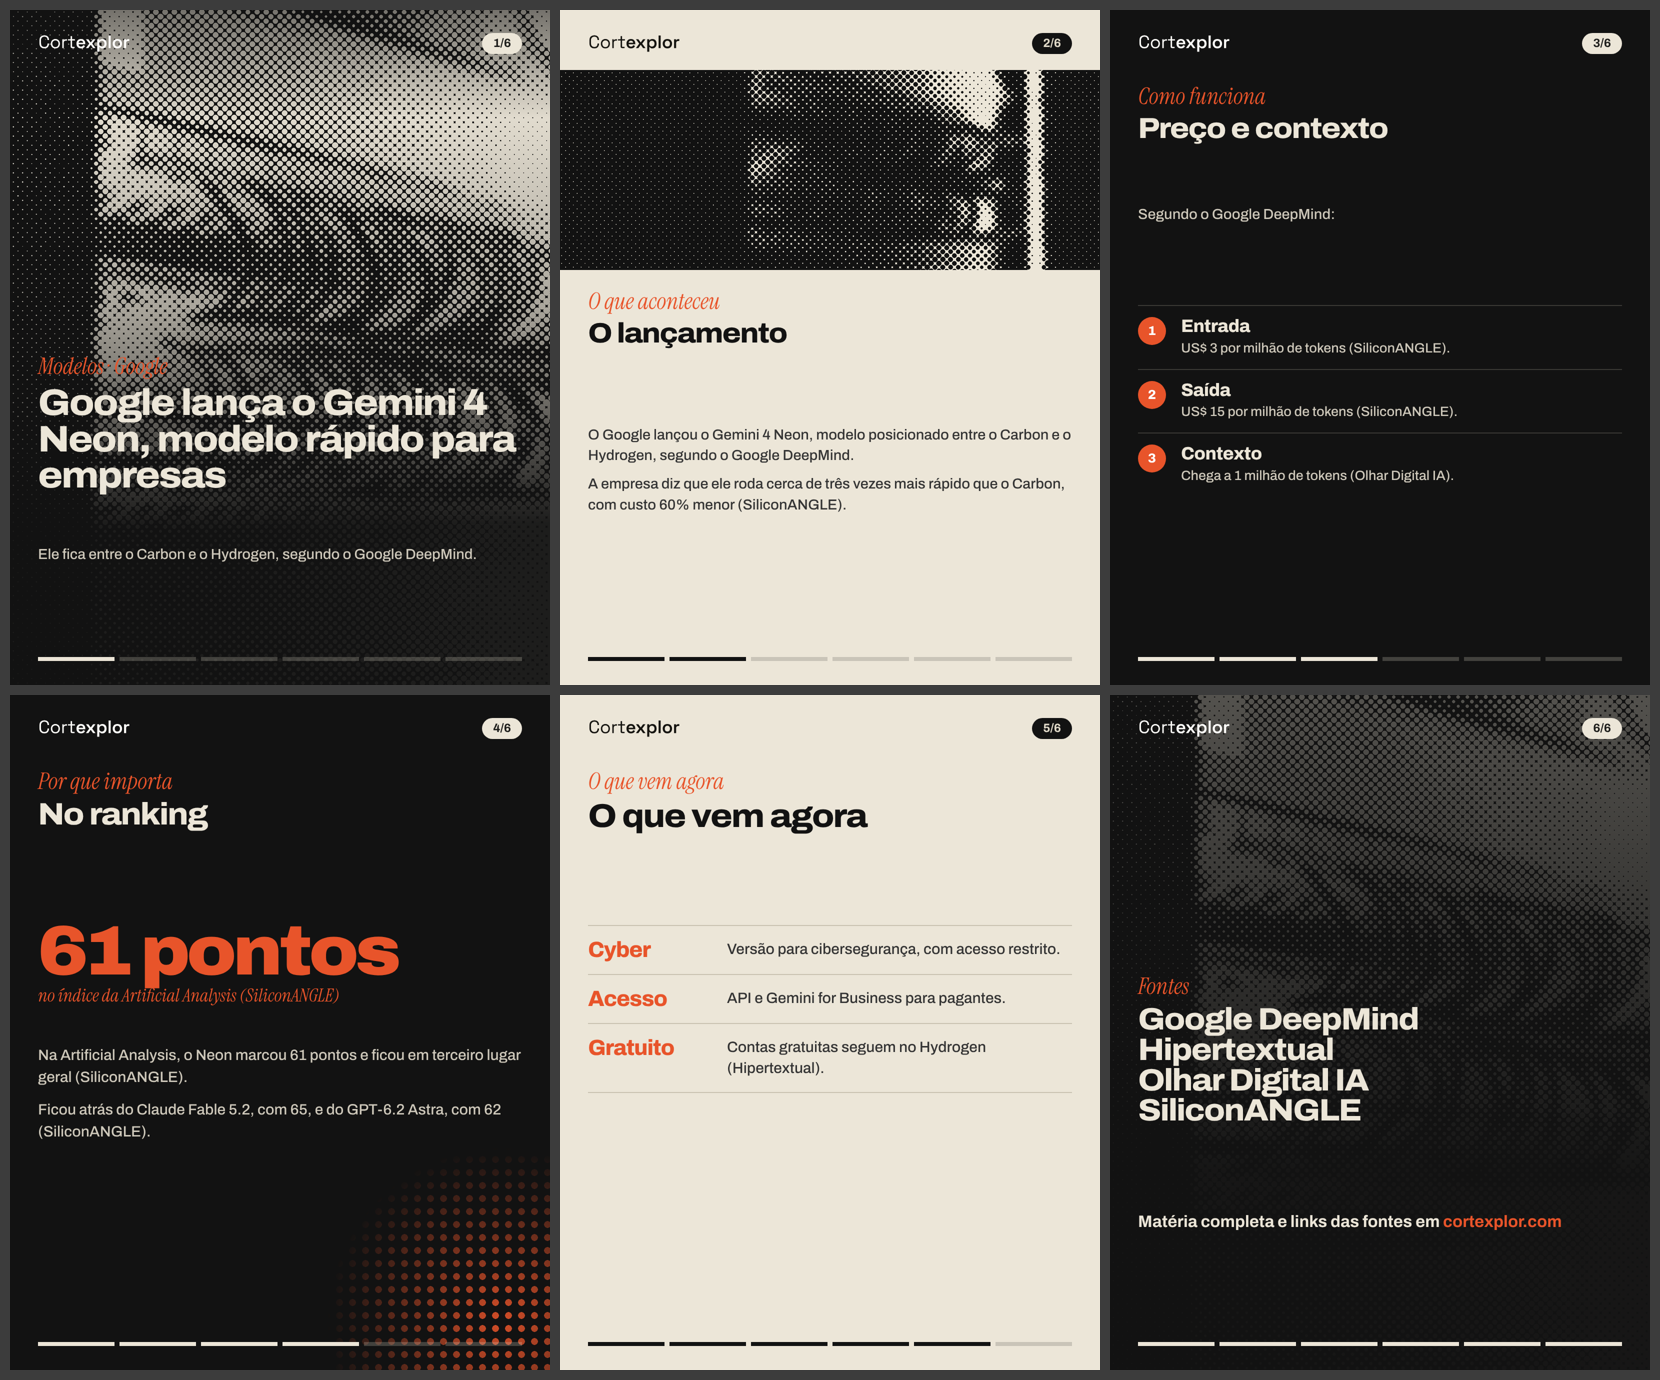 Cortexplor
1/6
Modelos · Google
Google lança o Gemini 4
Neon, modelo rápido para
empresas
Ele fica entre o Carbon e o Hydrogen, segundo o Google DeepMind.
Cortexplor
2/6
O que aconteceu
O lançamento
O Google lançou o Gemini 4 Neon, modelo posicionado entre o Carbon e o
Hydrogen, segundo o Google DeepMind.
A empresa diz que ele roda cerca de três vezes mais rápido que o Carbon,
com custo 60% menor (SiliconANGLE).
Cortexplor
3/6
Como funciona
Preço e contexto
Segundo o Google DeepMind:
1
Entrada
US$ 3 por milhão de tokens (SiliconANGLE).
2
Saída
US$ 15 por milhão de tokens (SiliconANGLE).
3
Contexto
Chega a 1 milhão de tokens (Olhar Digital IA).
Cortexplor
4/6
Por que importa
No ranking
61 pontos
no índice da Artificial Analysis (SiliconANGLE)
Na Artificial Analysis, o Neon marcou 61 pontos e ficou em terceiro lugar
geral (SiliconANGLE).
Ficou atrás do Claude Fable 5.2, com 65, e do GPT-6.2 Astra, com 62
(SiliconANGLE).
Cortexplor
5/6
O que vem agora
O que vem agora
Cyber
Versão para cibersegurança, com acesso restrito.
Acesso
API e Gemini for Business para pagantes.
Gratuito
Contas gratuitas seguem no Hydrogen
(Hipertextual).
Cortexplor
6/6
Fontes
Google DeepMind
Hipertextual
Olhar Digital IA
SiliconANGLE
Matéria completa e links das fontes em cortexplor.com